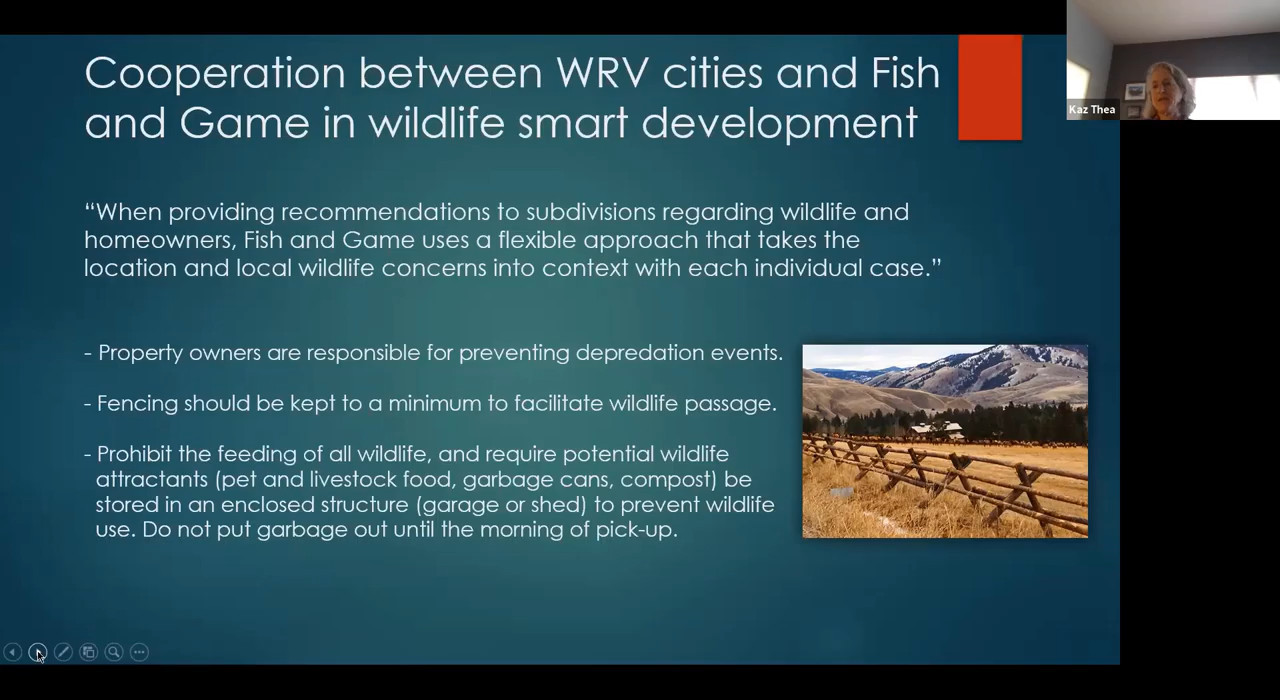 Cooperation between WRV cities and Fish
and Game in wildlife smart development
Kaz Thea
“When providing recommendations to subdivisions regarding wildlife and
homeowners, Fish and Game uses a flexible approach that takes the
location and local wildlife concerns into context with each individual case.”
- Property owners are responsible for preventing depredation events.
- Fencing should be kept to a minimum to facilitate wildlife passage.
- Prohibit the feeding of all wildlife, and require potential wildlife
attractants (pet and livestock food, garbage cans, compost) be
stored in an enclosed structure (garage or shed) to prevent wildlife
use. Do not put garbage out until the morning of pick-up.